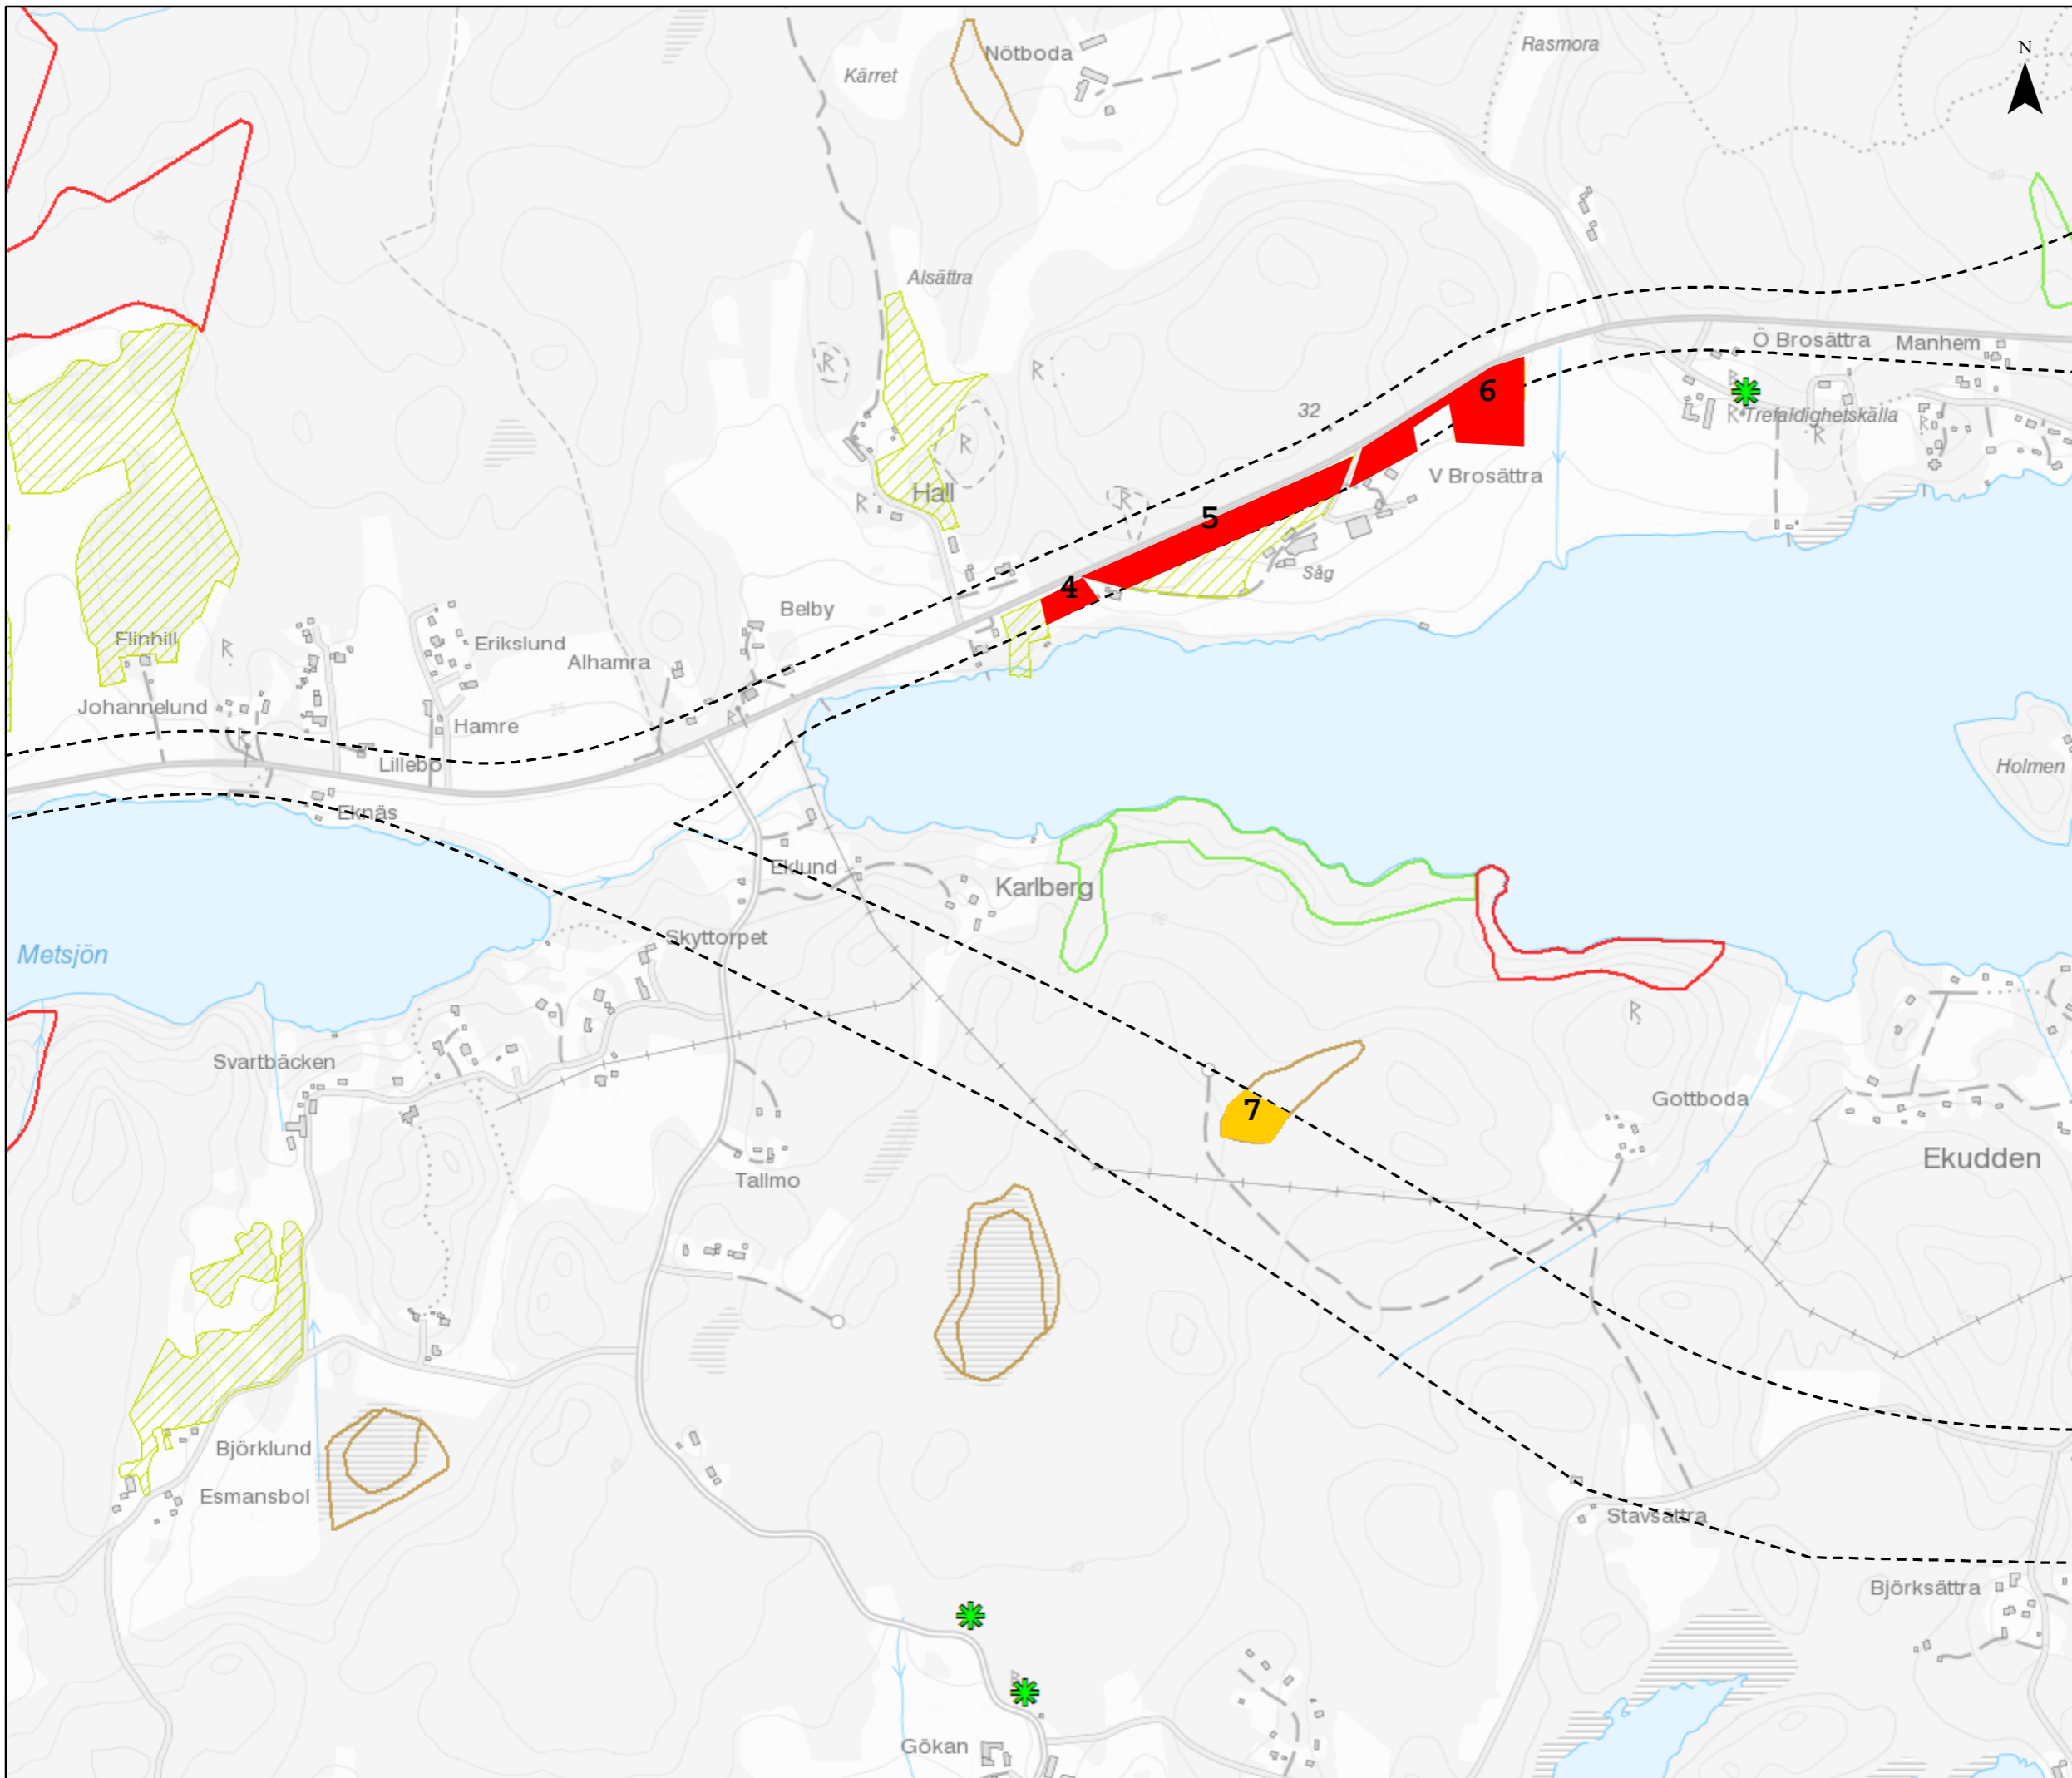 N
Rasmora
Nötboda
Kärret
Alsättra
Ö Brosättra
Manhem
6
Trefaldighetskälla
32
V Brosättra
Hall
5
Såg
4
Belby
Elinhill
Erikslund
Alhamra
Johannelund
Hamre
Lillebo
Holmen
Eknäs
Eklund
Karlberg
Skyttorpet
Metsjön
Svartbäcken
Gottboda
7
Ekudden
Tallmo
Björklund
Esmansbol
Stavsättra
Björksättra
Gökan